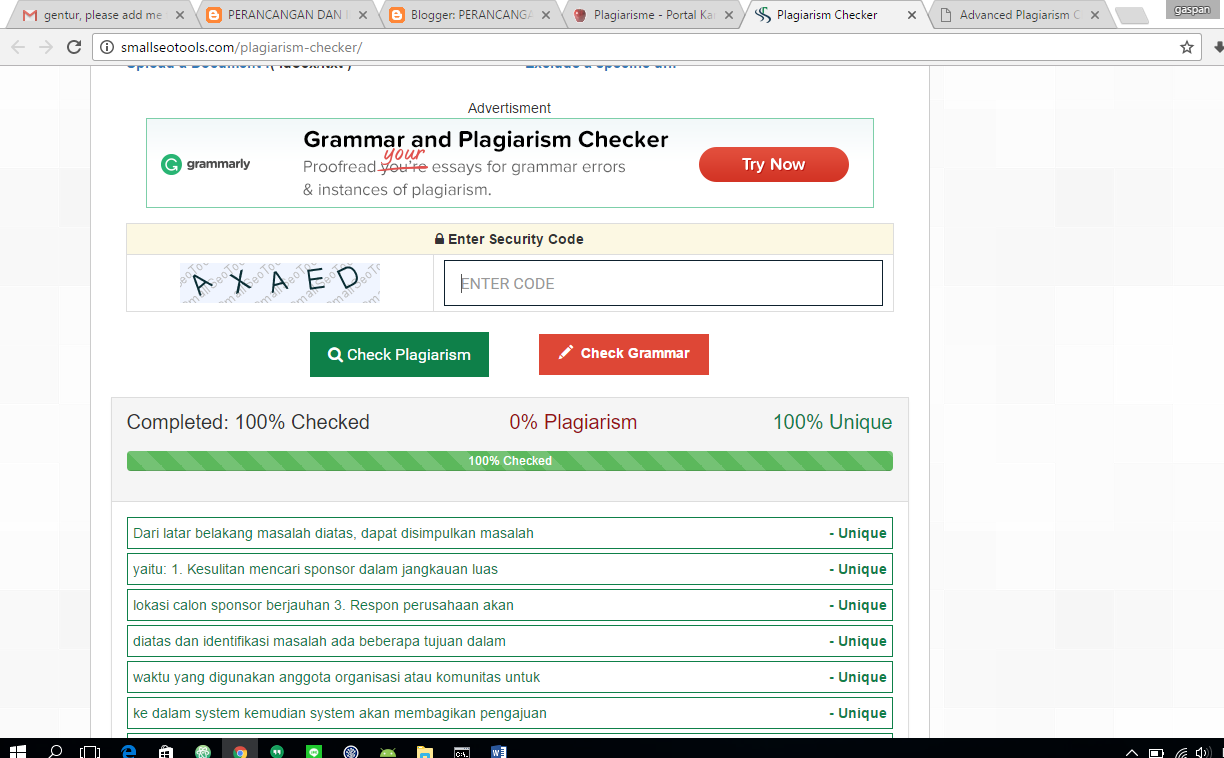 gentur, please add me
PERANCANGAN DAN
Blogger: PERANCANGA
Plagiarisme - Portal Ka
Plagiarism Checker
Advanced Plagiarism C
gaspan
smallseotools.com/plagiarism-checker/
Advertisment
grammarly
Grammar and Plagiarism Checker
your
Proofread you're essays for grammar errors
& instances of plagiarism.
Try Now
Enter Security Code
AXAED
ENTER CODE
Check Plagiarism
Check Grammar
Completed: 100% Checked
0% Plagiarism
100% Unique
100% Checked
Dari latar belakang masalah diatas, dapat disimpulkan masalah - Unique
yaitu: 1. Kesulitan mencari sponsor dalam jangkauan luas - Unique
lokasi calon sponsor berjauhan 3. Respon perusahaan akan - Unique
diatas dan identifikasi masalah ada beberapa tujuan dalam - Unique
waktu yang digunakan anggota organisasi atau komunitas untuk - Unique
ke dalam system kemudian system akan membagikan pengajuan - Unique